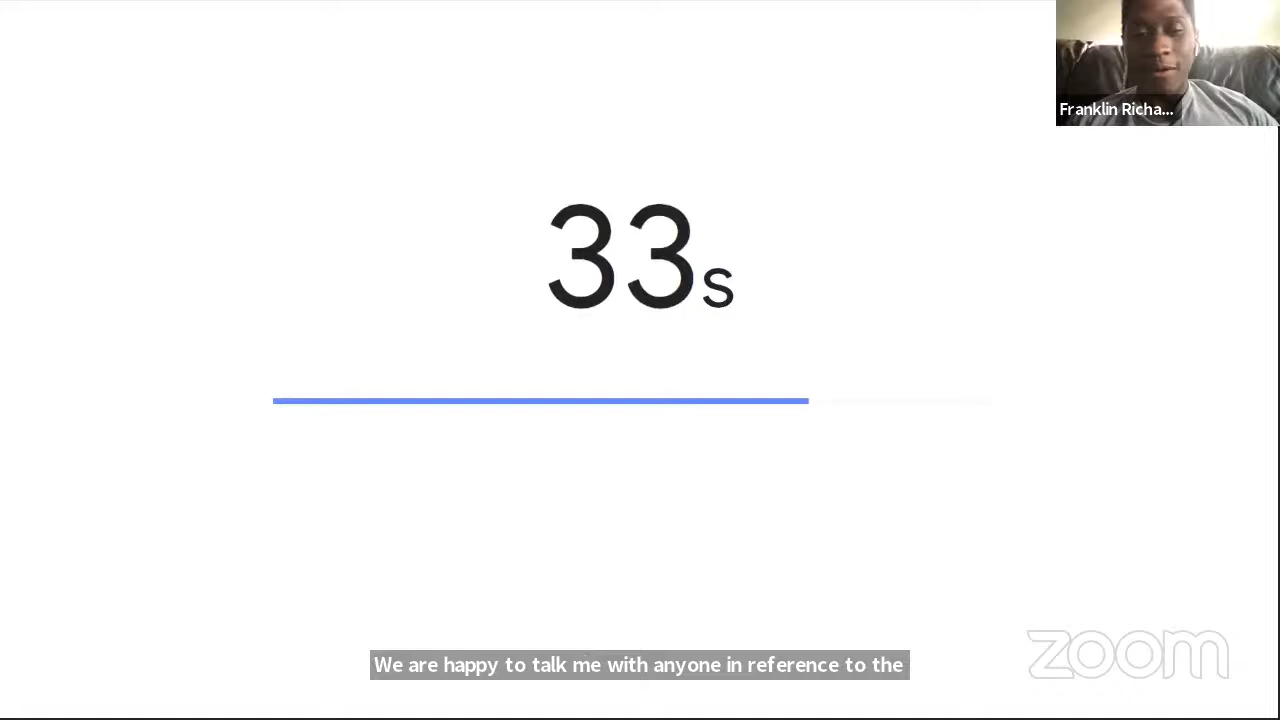 Franklin Richa...
33s
We are happy to talk me with anyone in reference to the
zoom